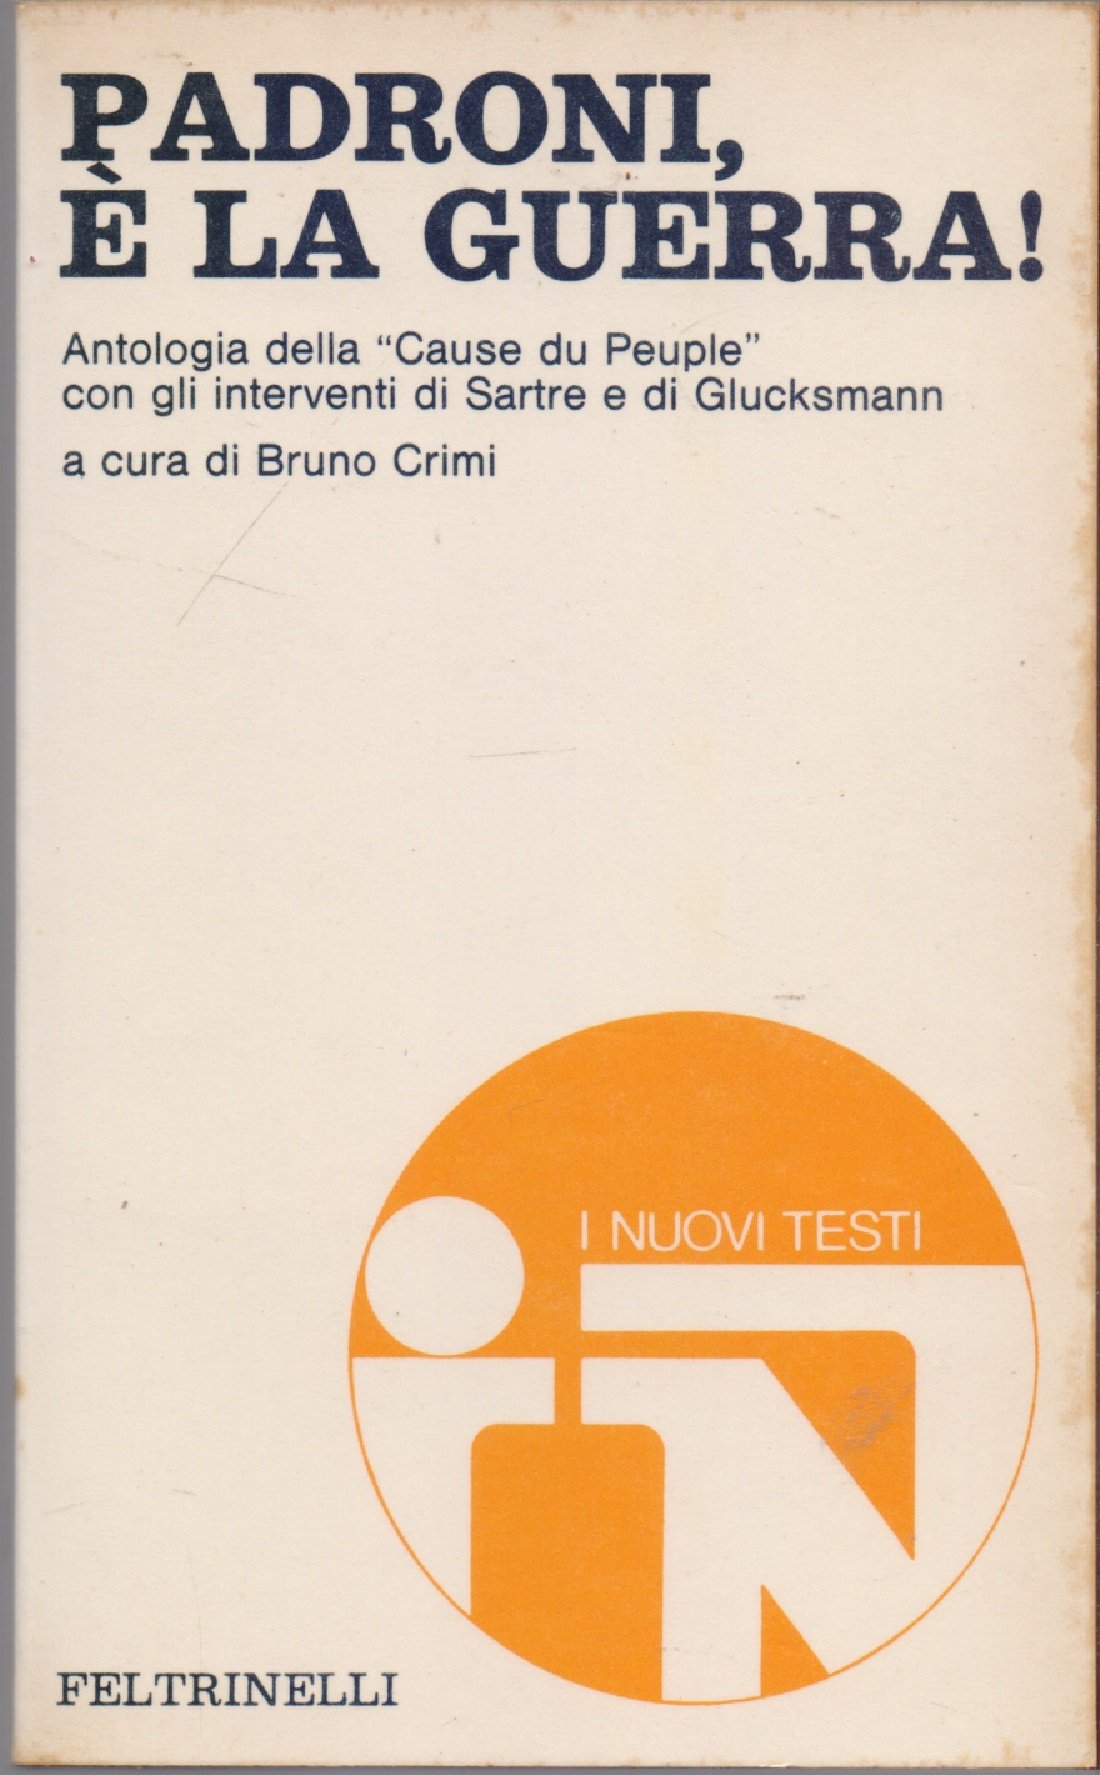 PADRONI,
È LA GUERRA!
Antologia della “Cause du Peuple”
con gli interventi di Sartre e di Glucksmann
a cura di Bruno Crimi
I NUOVI TESTI
FELTRINELLI